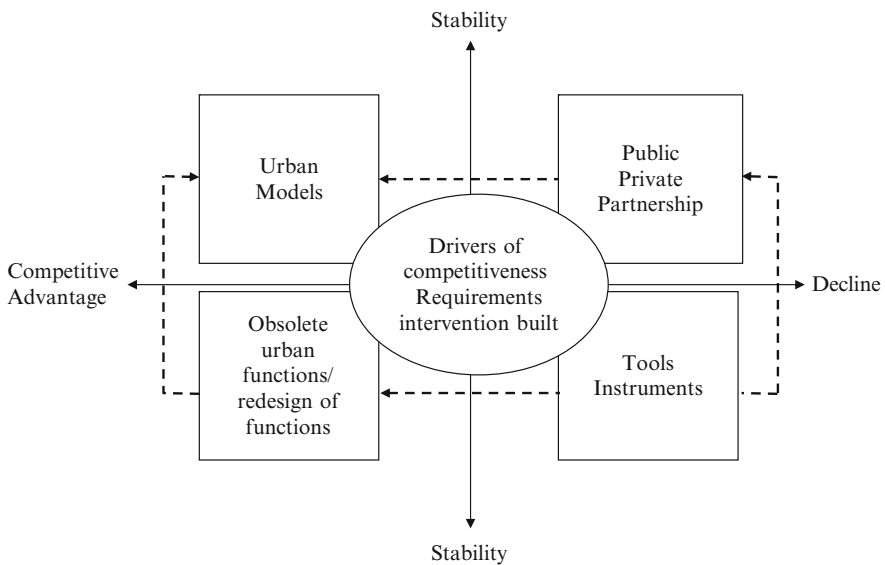 Stability
Urban
Models
Public
Private
Partnership
Competitive
Advantage
Drivers of
competitiveness
Requirements
intervention built
Decline
Obsolete
urban
functions/
redesign of
functions
Tools
Instruments
Stability